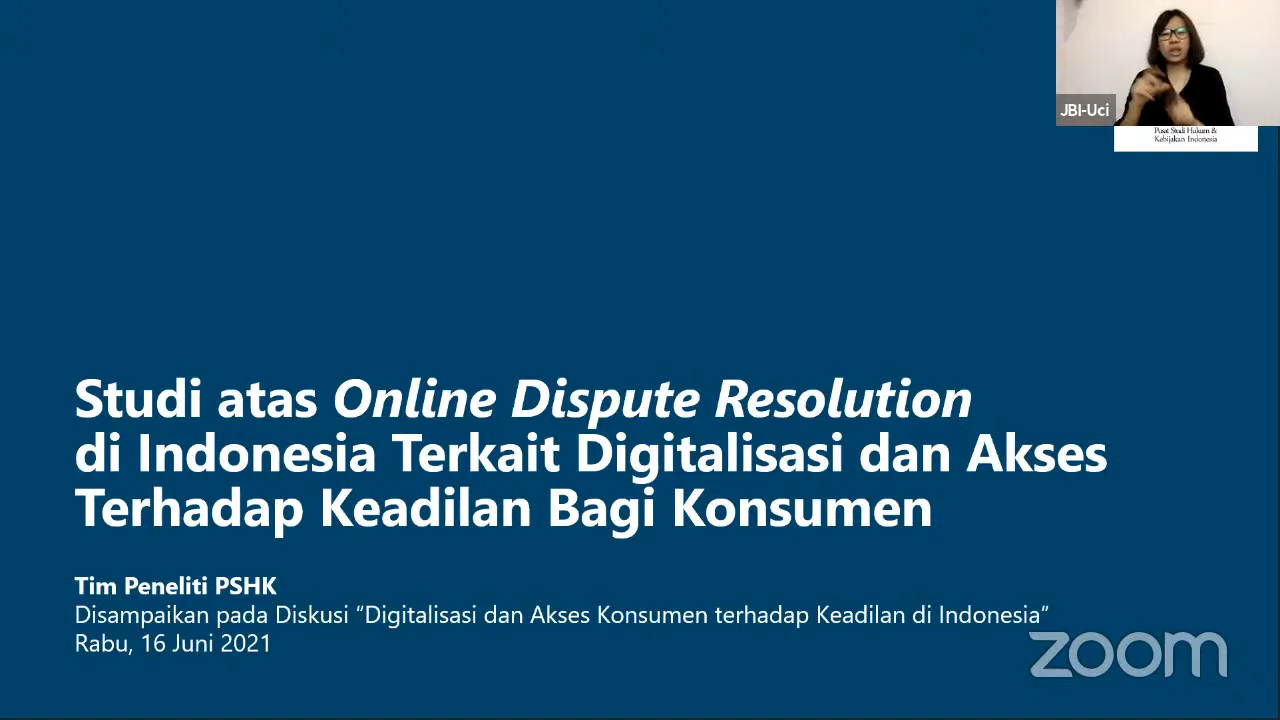 JBI-Uci
Pusat Studi Hukum &
Kebijakan Indonesia
Studi atas Online Dispute Resolution
di Indonesia Terkait Digitalisasi dan Akses
Terhadap Keadilan Bagi Konsumen
Tim Peneliti PSHK
Disampaikan pada Diskusi “Digitalisasi dan Akses Konsumen terhadap Keadilan di Indonesia”
Rabu, 16 Juni 2021
zoom